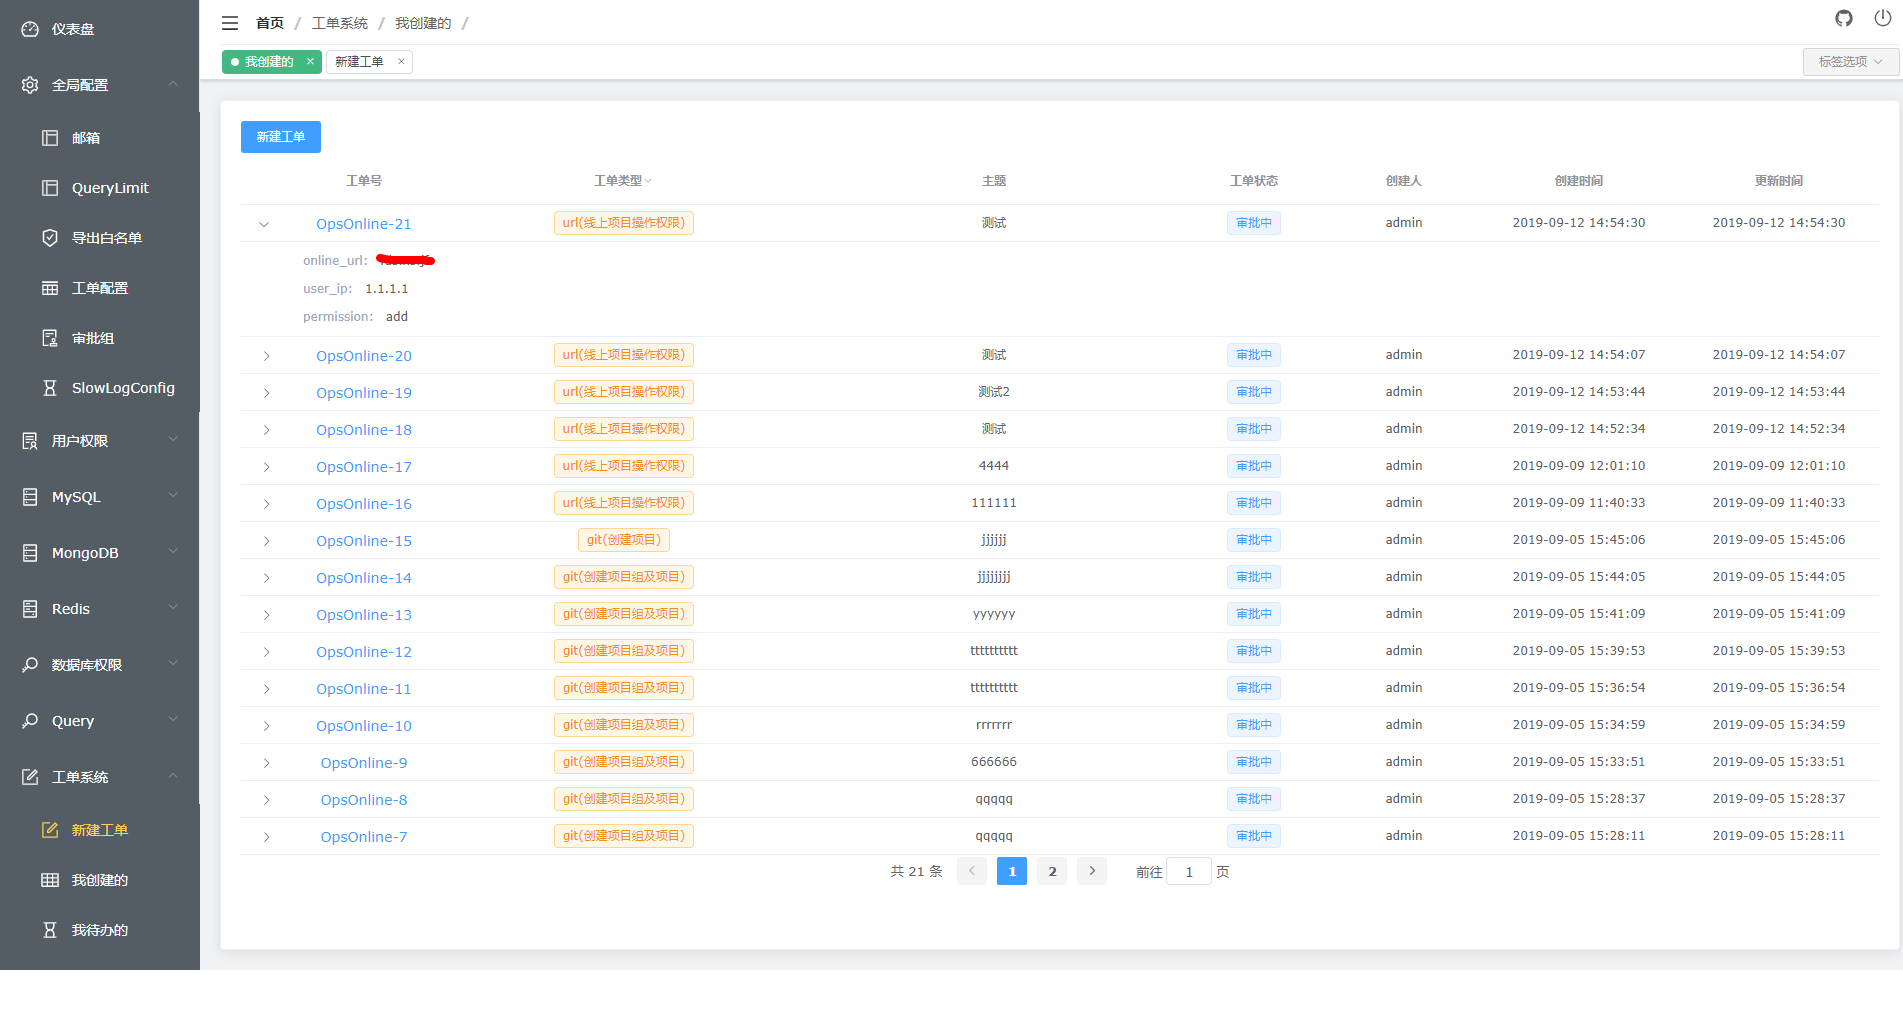 仪表盘
全局配置
邮箱
QueryLimit
导出白名单
工单配置
审批组
SlowLogConfig
用户权限
MySQL
MongoDB
Redis
数据库权限
Query
工单系统
新建工单
我创建的
我待办的
首页 / 工单系统 / 我创建的 /
我创建的 × 新建工单 ×
标签选项
新建工单
工单号 工单类型 主题 工单状态 创建人 创建时间 更新时间
OpsOnline-21 url(线上项目操作权限) 测试 审批中 admin 2019-09-12 14:54:30 2019-09-12 14:54:30
online_url:
user_ip: 1.1.1.1
permission: add
OpsOnline-20 url(线上项目操作权限) 测试 审批中 admin 2019-09-12 14:54:07 2019-09-12 14:54:07
OpsOnline-19 url(线上项目操作权限) 测试2 审批中 admin 2019-09-12 14:53:44 2019-09-12 14:53:44
OpsOnline-18 url(线上项目操作权限) 测试 审批中 admin 2019-09-12 14:52:34 2019-09-12 14:52:34
OpsOnline-17 url(线上项目操作权限) 4444 审批中 admin 2019-09-09 12:01:10 2019-09-09 12:01:10
OpsOnline-16 url(线上项目操作权限) 111111 审批中 admin 2019-09-09 11:40:33 2019-09-09 11:40:33
OpsOnline-15 git(创建项目) jjjjjj 审批中 admin 2019-09-05 15:45:06 2019-09-05 15:45:06
OpsOnline-14 git(创建项目组及项目) jjjjjjjj 审批中 admin 2019-09-05 15:44:05 2019-09-05 15:44:05
OpsOnline-13 git(创建项目组及项目) yyyyyy 审批中 admin 2019-09-05 15:41:09 2019-09-05 15:41:09
OpsOnline-12 git(创建项目组及项目) tttttttttt 审批中 admin 2019-09-05 15:39:53 2019-09-05 15:39:53
OpsOnline-11 git(创建项目组及项目) tttttttttt 审批中 admin 2019-09-05 15:36:54 2019-09-05 15:36:54
OpsOnline-10 git(创建项目组及项目) rrrrrrr 审批中 admin 2019-09-05 15:34:59 2019-09-05 15:34:59
OpsOnline-9 git(创建项目组及项目) 666666 审批中 admin 2019-09-05 15:33:51 2019-09-05 15:33:51
OpsOnline-8 git(创建项目组及项目) qqqqq 审批中 admin 2019-09-05 15:28:37 2019-09-05 15:28:37
OpsOnline-7 git(创建项目组及项目) qqqqq 审批中 admin 2019-09-05 15:28:11 2019-09-05 15:28:11
共 21 条 1 2 前往 1 页